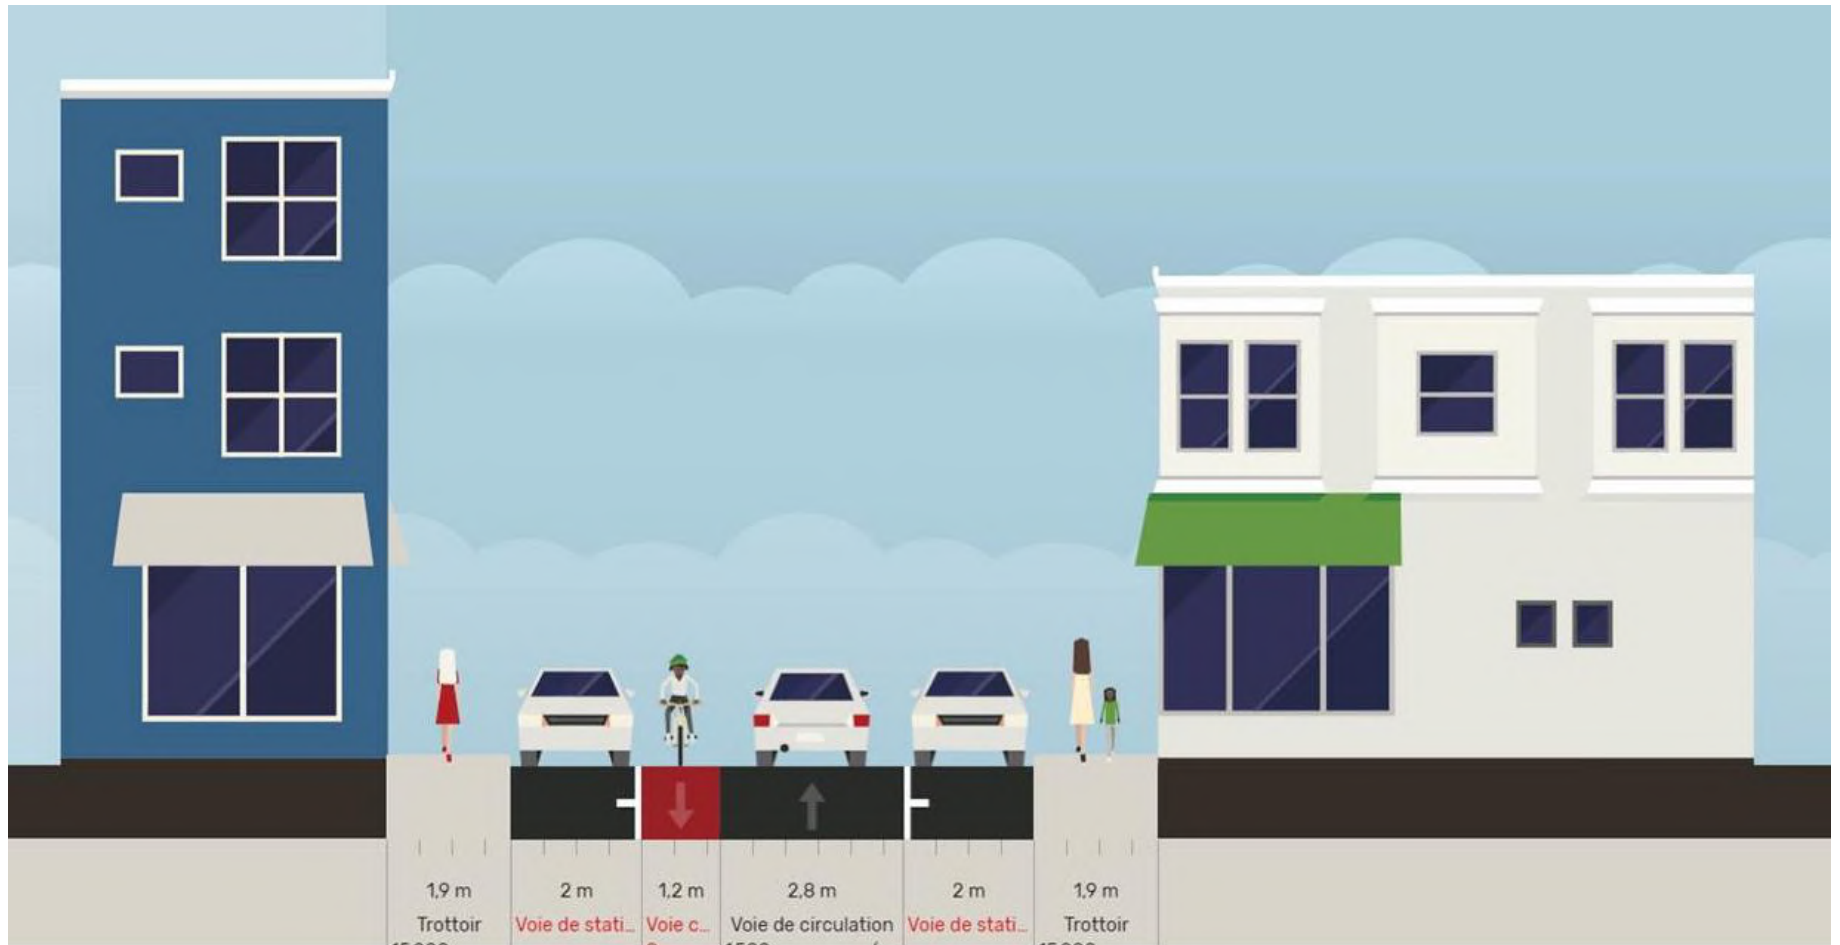 1,9 m
2 m
1,2 m
2,8 m
2 m
1,9 m
Trottoir
Voie de stati...
Voie c...
Voie de circulation
Voie de stati...
Trottoir